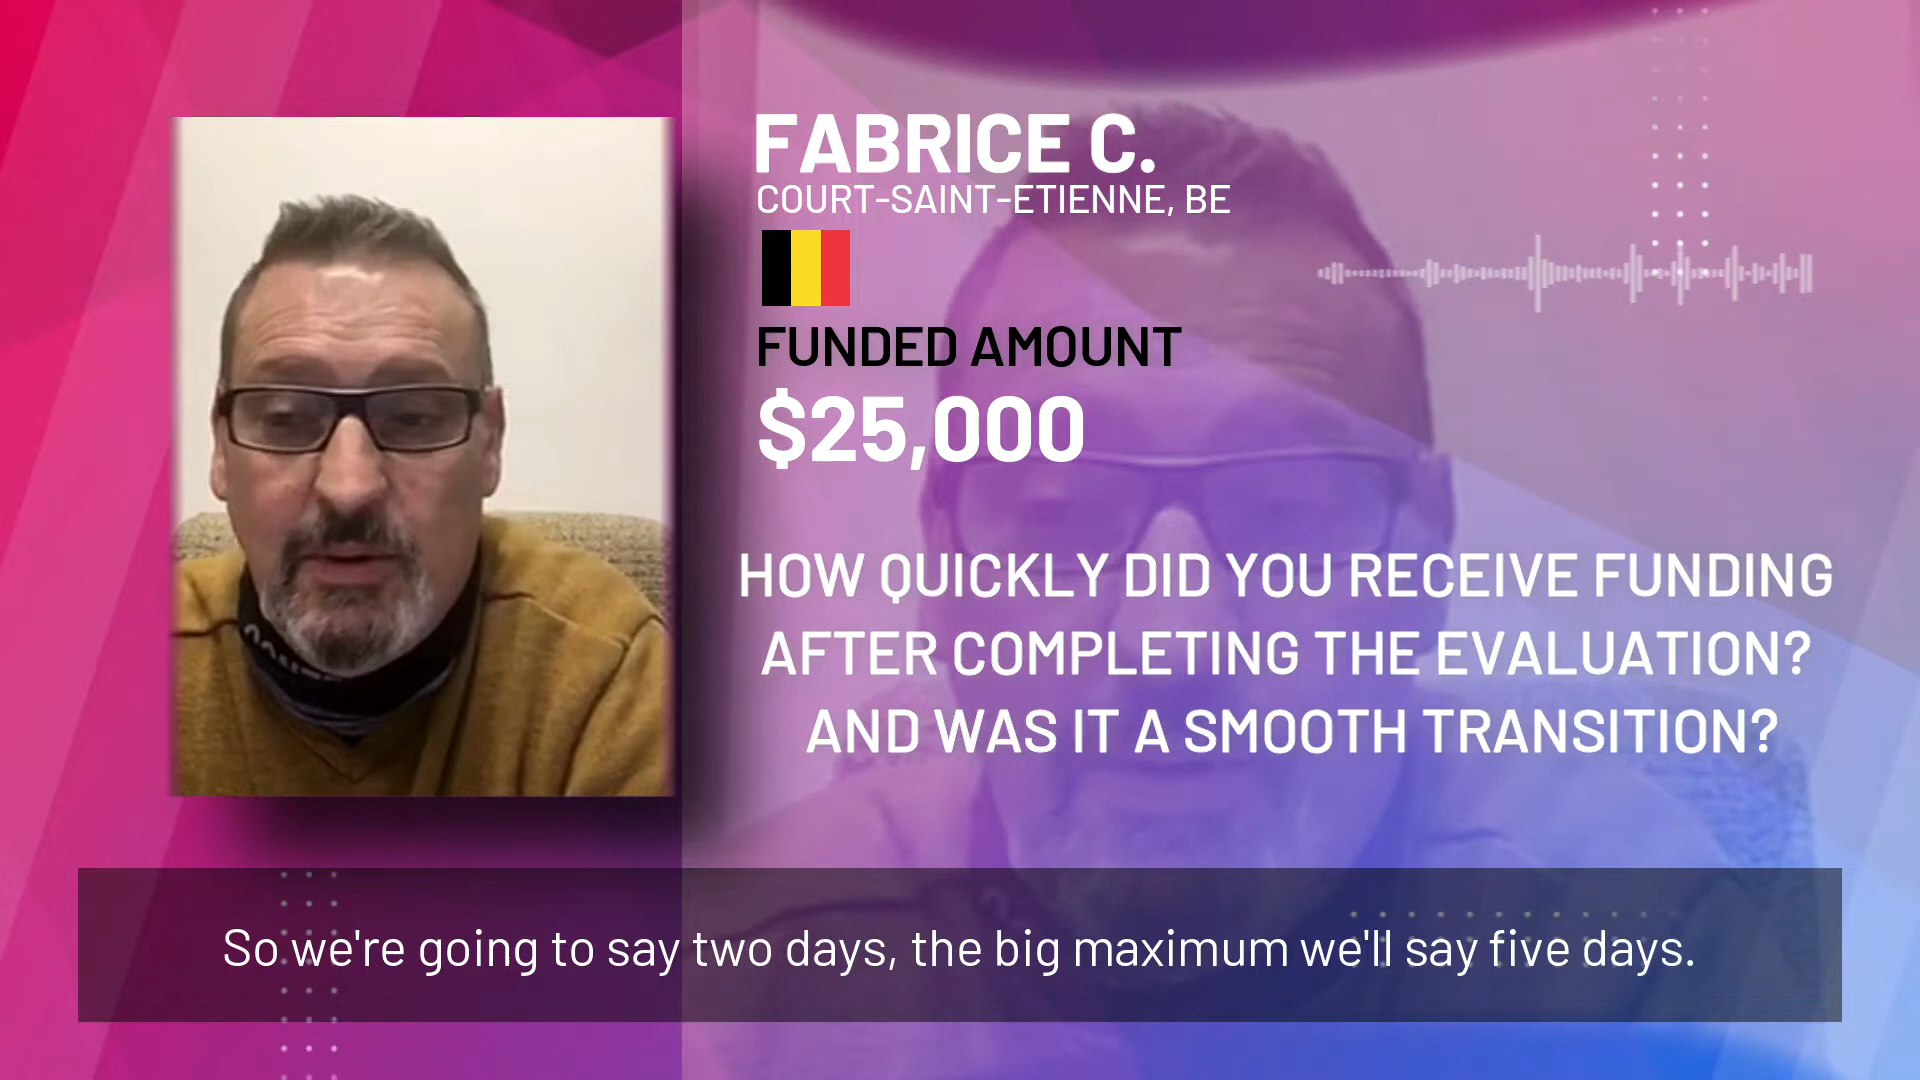 FABRICE C.
COURT-SAINT-ETIENNE, BE
FUNDED AMOUNT
$25,000
HOW QUICKLY DID YOU RECEIVE FUNDING
AFTER COMPLETING THE EVALUATION?
AND WAS IT A SMOOTH TRANSITION?
So we're going to say two days, the big maximum we'll say five days.